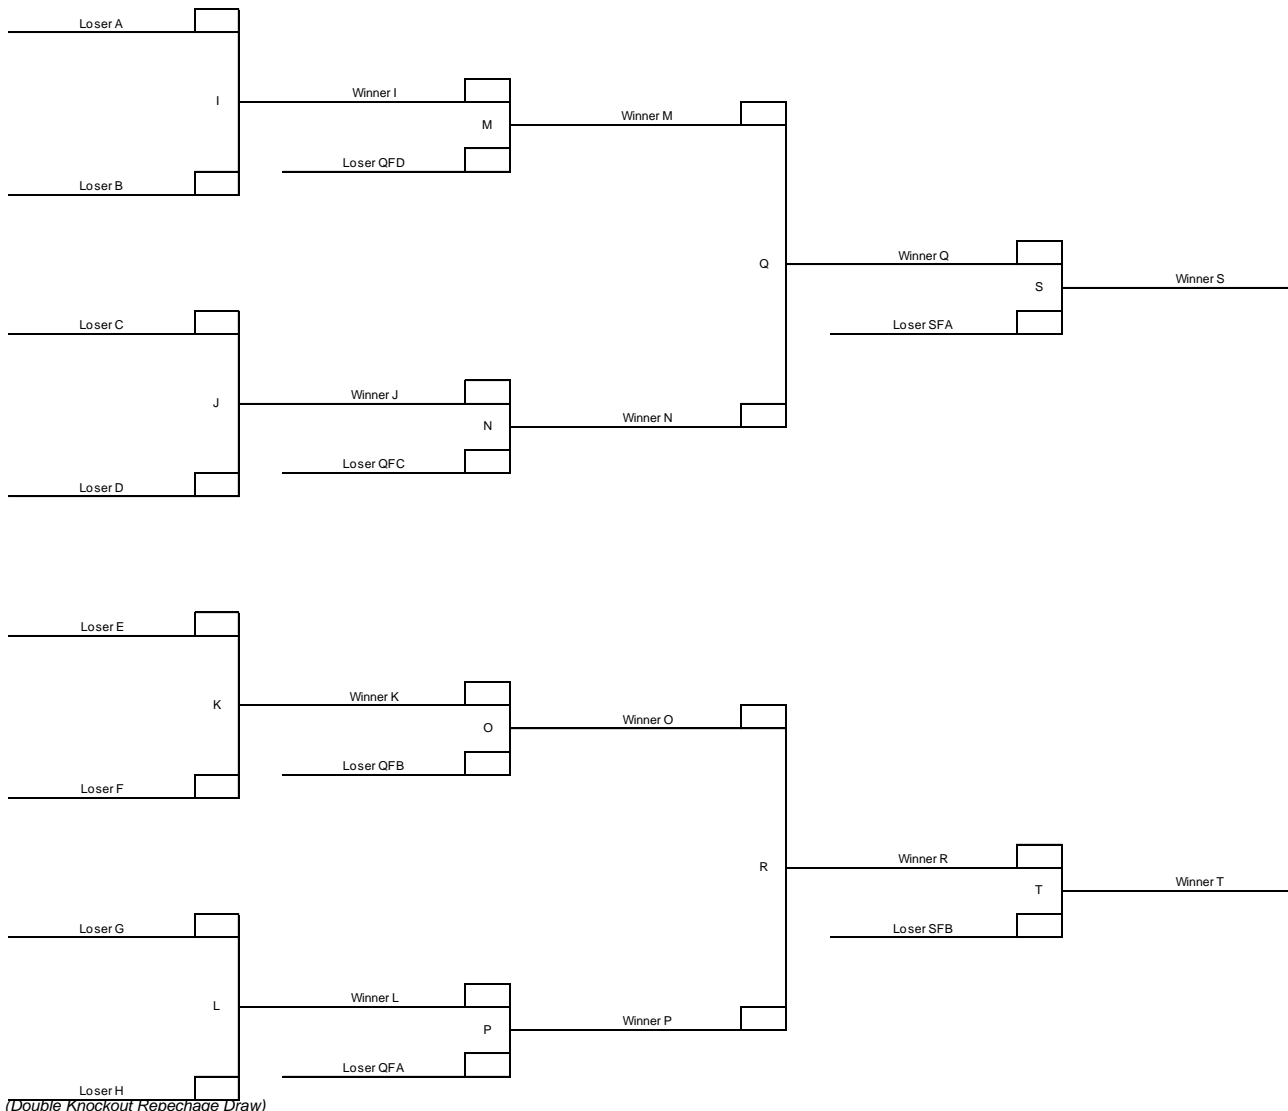 Loser A
I
Winner I
M
Winner M
Loser QFD
Loser B
Q
Winner Q
S
Winner S
Loser C
Loser SFA
J
Winner J
N
Winner N
Loser QFC
Loser D
Loser E
K
Winner K
O
Winner O
Loser QFB
Loser F
R
Winner R
T
Winner T
Loser G
Loser SFB
L
Winner L
P
Winner P
Loser QFA
Loser H
(Double Knockout Repechage Draw)